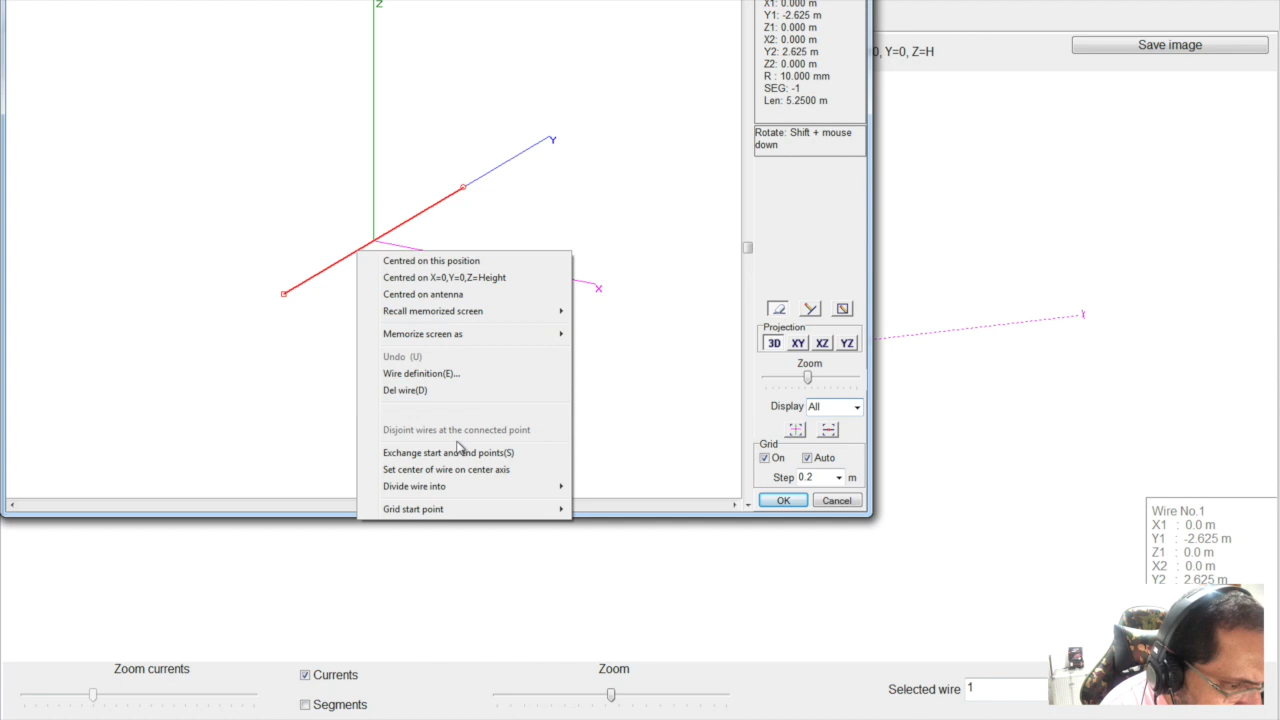 Z
X1: 0.000 m
Y1: -2.625 m
Z1: 0.000 m
X2: 0.000 m
Y2: 2.625 m
Z2: 0.000 m
R : 10.000 mm
SEG: -1
Len: 5.2500 m
Save image
0, Y=0, Z=H
Rotate: Shift + mouse
down
Y
X
Centred on this position
Centred on X=0,Y=0,Z=Height
Centred on antenna
Recall memorized screen
Memorize screen as
Undo (U)
Wire definition(E)...
Del wire(D)
Disjoint wires at the connected point
Exchange start and end points(S)
Set center of wire on center axis
Divide wire into
Grid start point
Projection
3D XY XZ YZ
Zoom
Display All
Grid
On Auto
Step 0.2 m
OK Cancel
Wire No.1
X1 : 0.0 m
Y1 : -2.625 m
Z1 : 0.0 m
X2 : 0.0 m
Y2 : 2.625 m
Zoom currents
Currents
Segments
Zoom
Selected wire 1